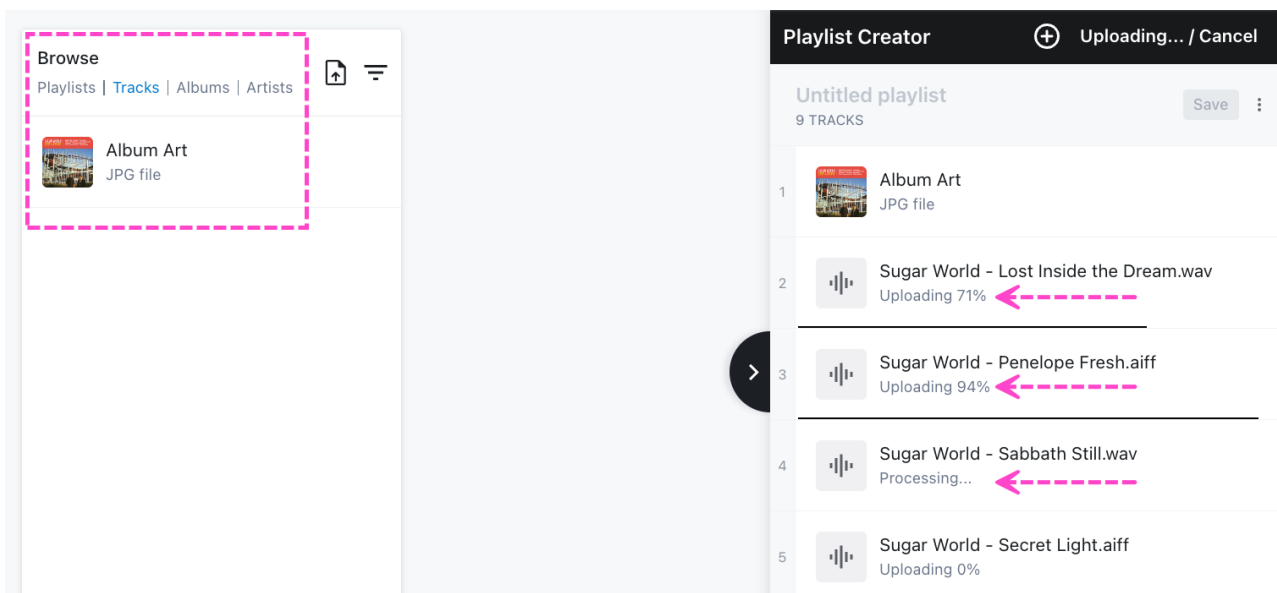 Browse
Playlists | Tracks | Albums | Artists
Album Art
JPG file
Playlist Creator
Uploading... / Cancel
Untitled playlist
Save
9 TRACKS
1
Album Art
JPG file
2
Sugar World - Lost Inside the Dream.wav
Uploading 71%
3
Sugar World - Penelope Fresh.aiff
Uploading 94%
4
Sugar World - Sabbath Still.wav
Processing...
5
Sugar World - Secret Light.aiff
Uploading 0%